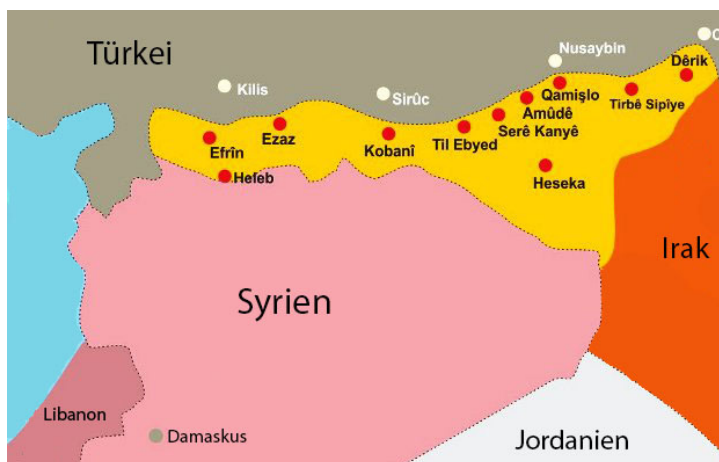 Türkei
Nusaybin
Dêrik
Kilis
Sirûc
Qamişlo
Tirbê Sipîye
Amûdê
Serê Kanyê
Til Ebyed
Ezaz
Efrîn
Kobanî
Heseka
Heleb
Irak
Syrien
Libanon
Damaskus
Jordanien